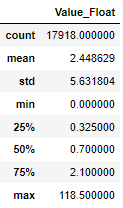 Value_Float
count 17918.000000
mean 2.448629
std 5.631804
min 0.000000
25% 0.325000
50% 0.700000
75% 2.100000
max 118.500000